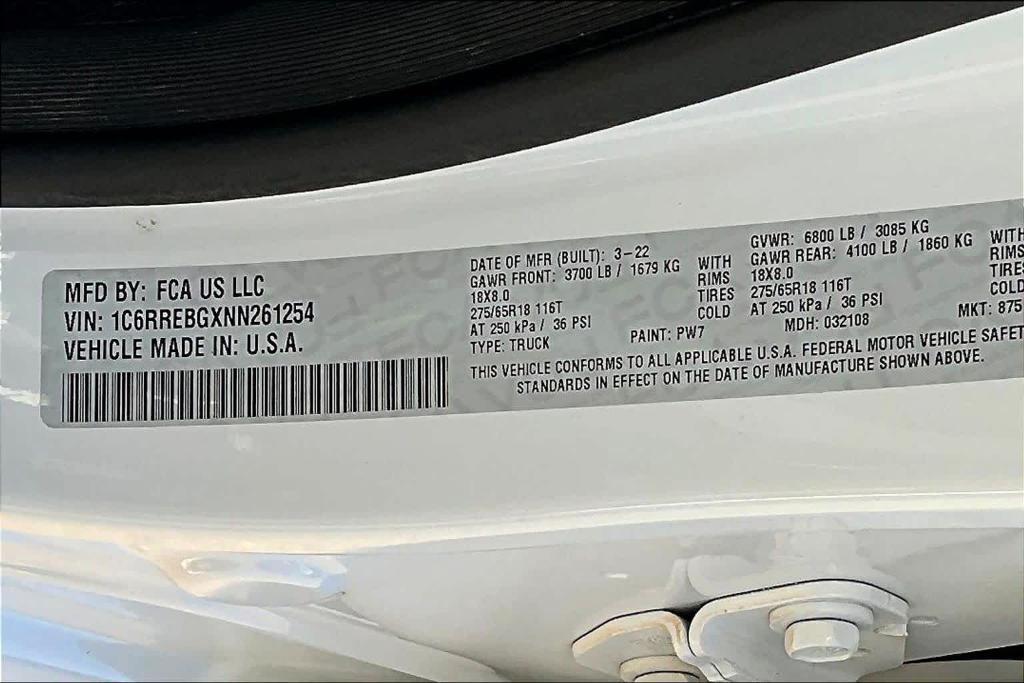 MFD BY: FCA US LLC
VIN: 1C6RREBGXNN261254
VEHICLE MADE IN: U.S.A.
DATE OF MFR (BUILT): 3-22
GAWR FRONT: 3700 LB / 1679 KG WITH
18X8.0 RIMS
275/65R18 116T TIRES
AT 250 kPa / 36 PSI COLD
TYPE: TRUCK PAINT: PW7
GVWR: 6800 LB / 3085 KG
GAWR REAR: 4100 LB / 1860 KG WITH
18X8.0 RIMS
275/65R18 116T TIRES
AT 250 kPa / 36 PSI COLD
MDH: 032108 MKT: 875
THIS VEHICLE CONFORMS TO ALL APPLICABLE U.S.A. FEDERAL MOTOR VEHICLE SAFET
STANDARDS IN EFFECT ON THE DATE OF MANUFACTURE SHOWN ABOVE.